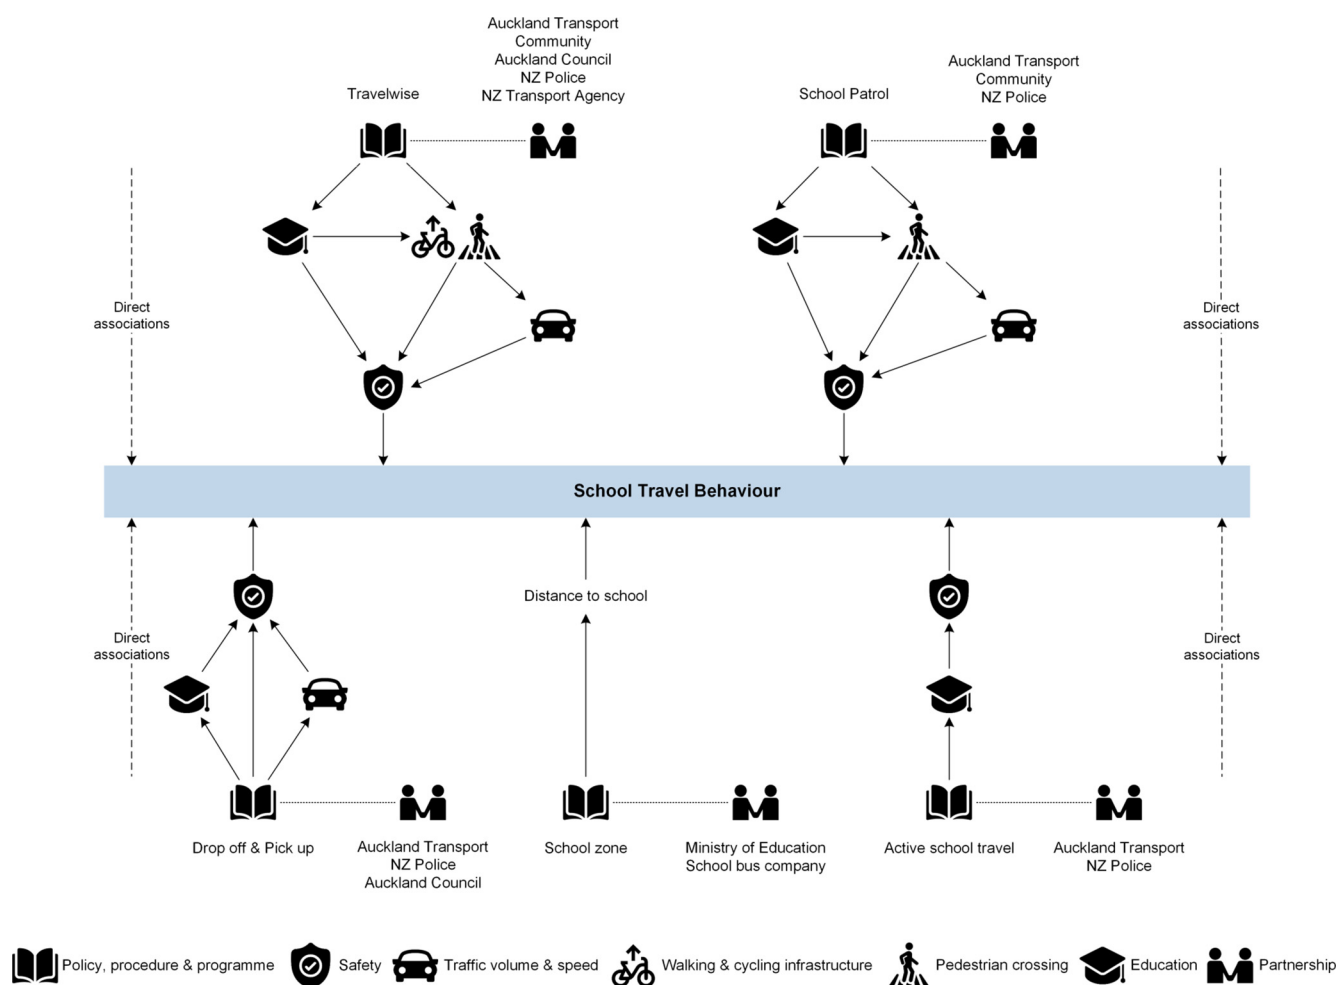 Auckland Transport
Community
Auckland Council
NZ Police
NZ Transport Agency
Travelwise
Auckland Transport
Community
NZ Police
School Patrol
Direct
associations
Direct
associations
School Travel Behaviour
Distance to school
Direct
associations
Direct
associations
Drop off & Pick up
Auckland Transport
NZ Police
Auckland Council
School zone
Ministry of Education
School bus company
Active school travel
Auckland Transport
NZ Police
Policy, procedure & programme
Safety
Traffic volume & speed
Walking & cycling infrastructure
Pedestrian crossing
Education
Partnership